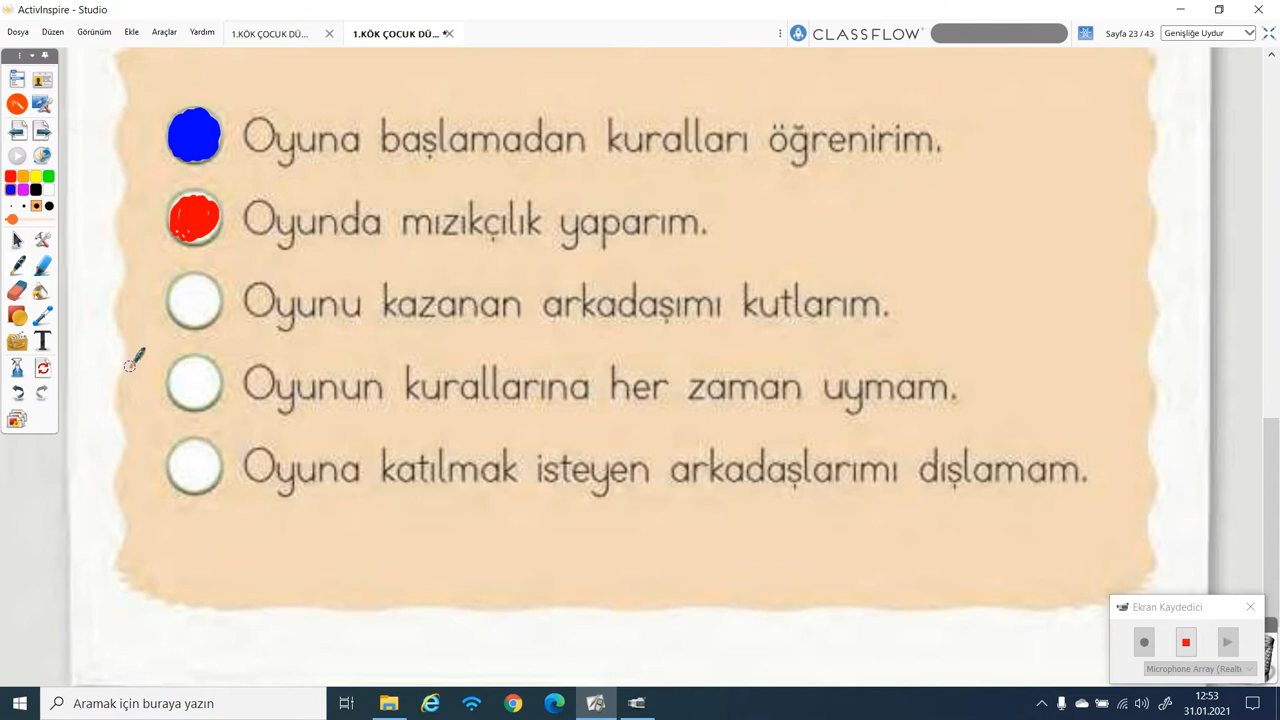 ActivInspire - Studio
Dosya Düzen Görünüm Ekle Araçlar Yardım
1.KÖK ÇOCUK DÜ...
1.KÖK ÇOCUK DÜ... *
CLASSFLOW
Sayfa 23 / 43
Genişliğe Uydur
Oyuna başlamadan kuralları öğrenirim.
Oyunda mızıkçılık yaparım.
Oyunu kazanan arkadaşımı kutlarım.
Oyunun kurallarına her zaman uymam.
Oyuna katılmak isteyen arkadaşlarımı dışlamam.
Ekran Kaydedici
Microphone Array (Realt
Aramak için buraya yazın
12:53
31.01.2021